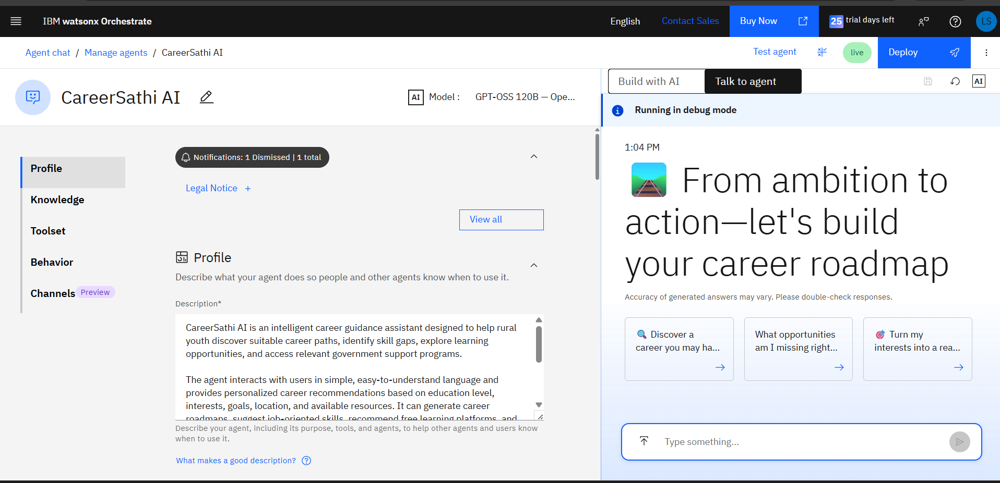 IBM watsonx Orchestrate
English
Contact Sales
Buy Now
25 trial days left
LS
Agent chat / Manage agents / CareerSathi AI
Test agent
live
Deploy
CareerSathi AI
AI Model :
GPT-OSS 120B — Ope...
Build with AI
Talk to agent
AI
Running in debug mode
Profile
Knowledge
Toolset
Behavior
Channels Preview
Notifications: 1 Dismissed | 1 total
Legal Notice +
View all
Profile
Describe what your agent does so people and other agents know when to use it.
Description*
CareerSathi AI is an intelligent career guidance assistant designed to help rural
youth discover suitable career paths, identify skill gaps, explore learning
opportunities, and access relevant government support programs.
The agent interacts with users in simple, easy-to-understand language and
provides personalized career recommendations based on education level,
interests, goals, location, and available resources. It can generate career
roadmaps, suggest job-oriented skills, recommend free learning platforms, and
Describe your agent, including its purpose, tools, and agents, to help other agents and users know
when to use it.
What makes a good description?
1:04 PM
🛤️ From ambition to
action—let's build
your career roadmap
Accuracy of generated answers may vary. Please double-check responses.
🔍 Discover a
career you may ha...
What opportunities
am I missing right...
🎯 Turn my
interests into a rea...
Type something...